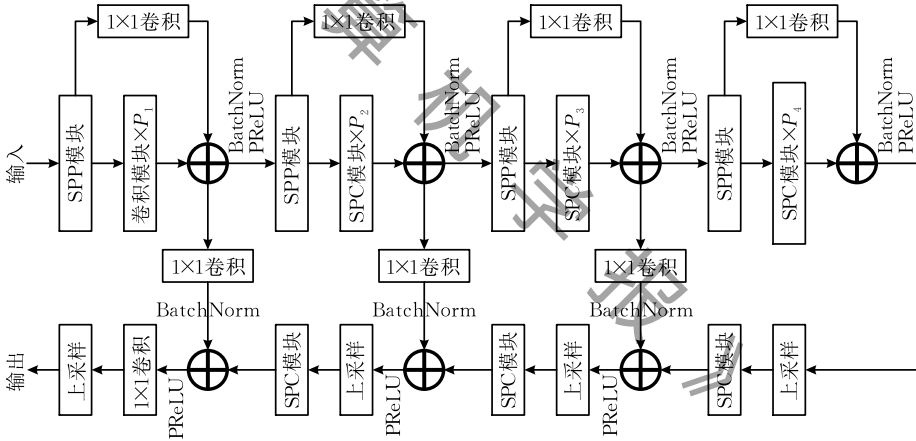 1×1卷积
1×1卷积
1×1卷积
1×1卷积
输入
SPP模块
卷积模块×P₁
BatchNorm
PReLU
SPP模块
SPC模块×P₂
BatchNorm
PReLU
SPP模块
SPC模块×P₃
BatchNorm
PReLU
SPP模块
SPC模块×P₄
BatchNorm
PReLU
1×1卷积
1×1卷积
1×1卷积
BatchNorm
BatchNorm
BatchNorm
输出
上采样
1×1卷积
PReLU
SPC模块
上采样
PReLU
SPC模块
上采样
PReLU
SPC模块
上采样
算机学报》